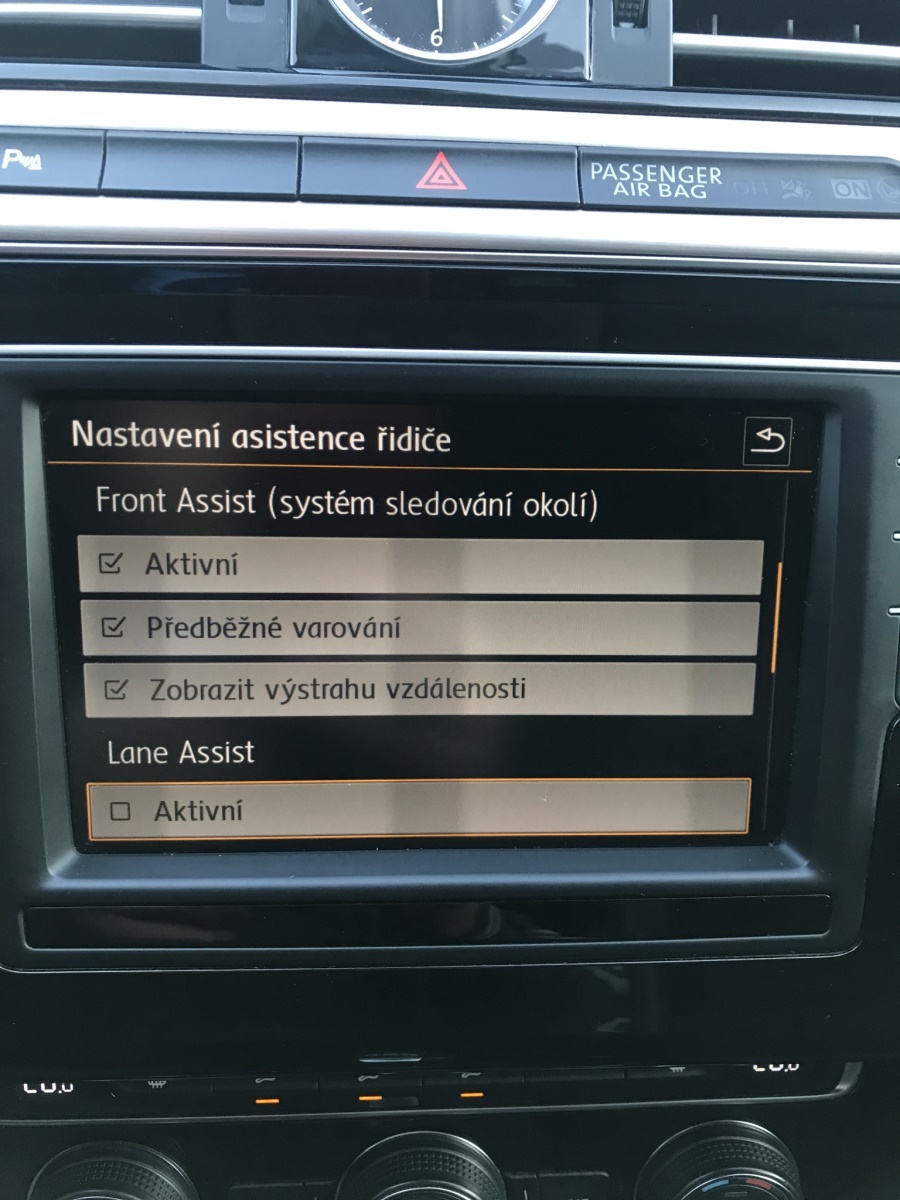 6
PASSENGER
AIR BAG
OFF ON
Nastavení asistence řidiče
Front Assist (systém sledování okolí)
Aktivní
Předběžné varování
Zobrazit výstrahu vzdálenosti
Lane Assist
Aktivní